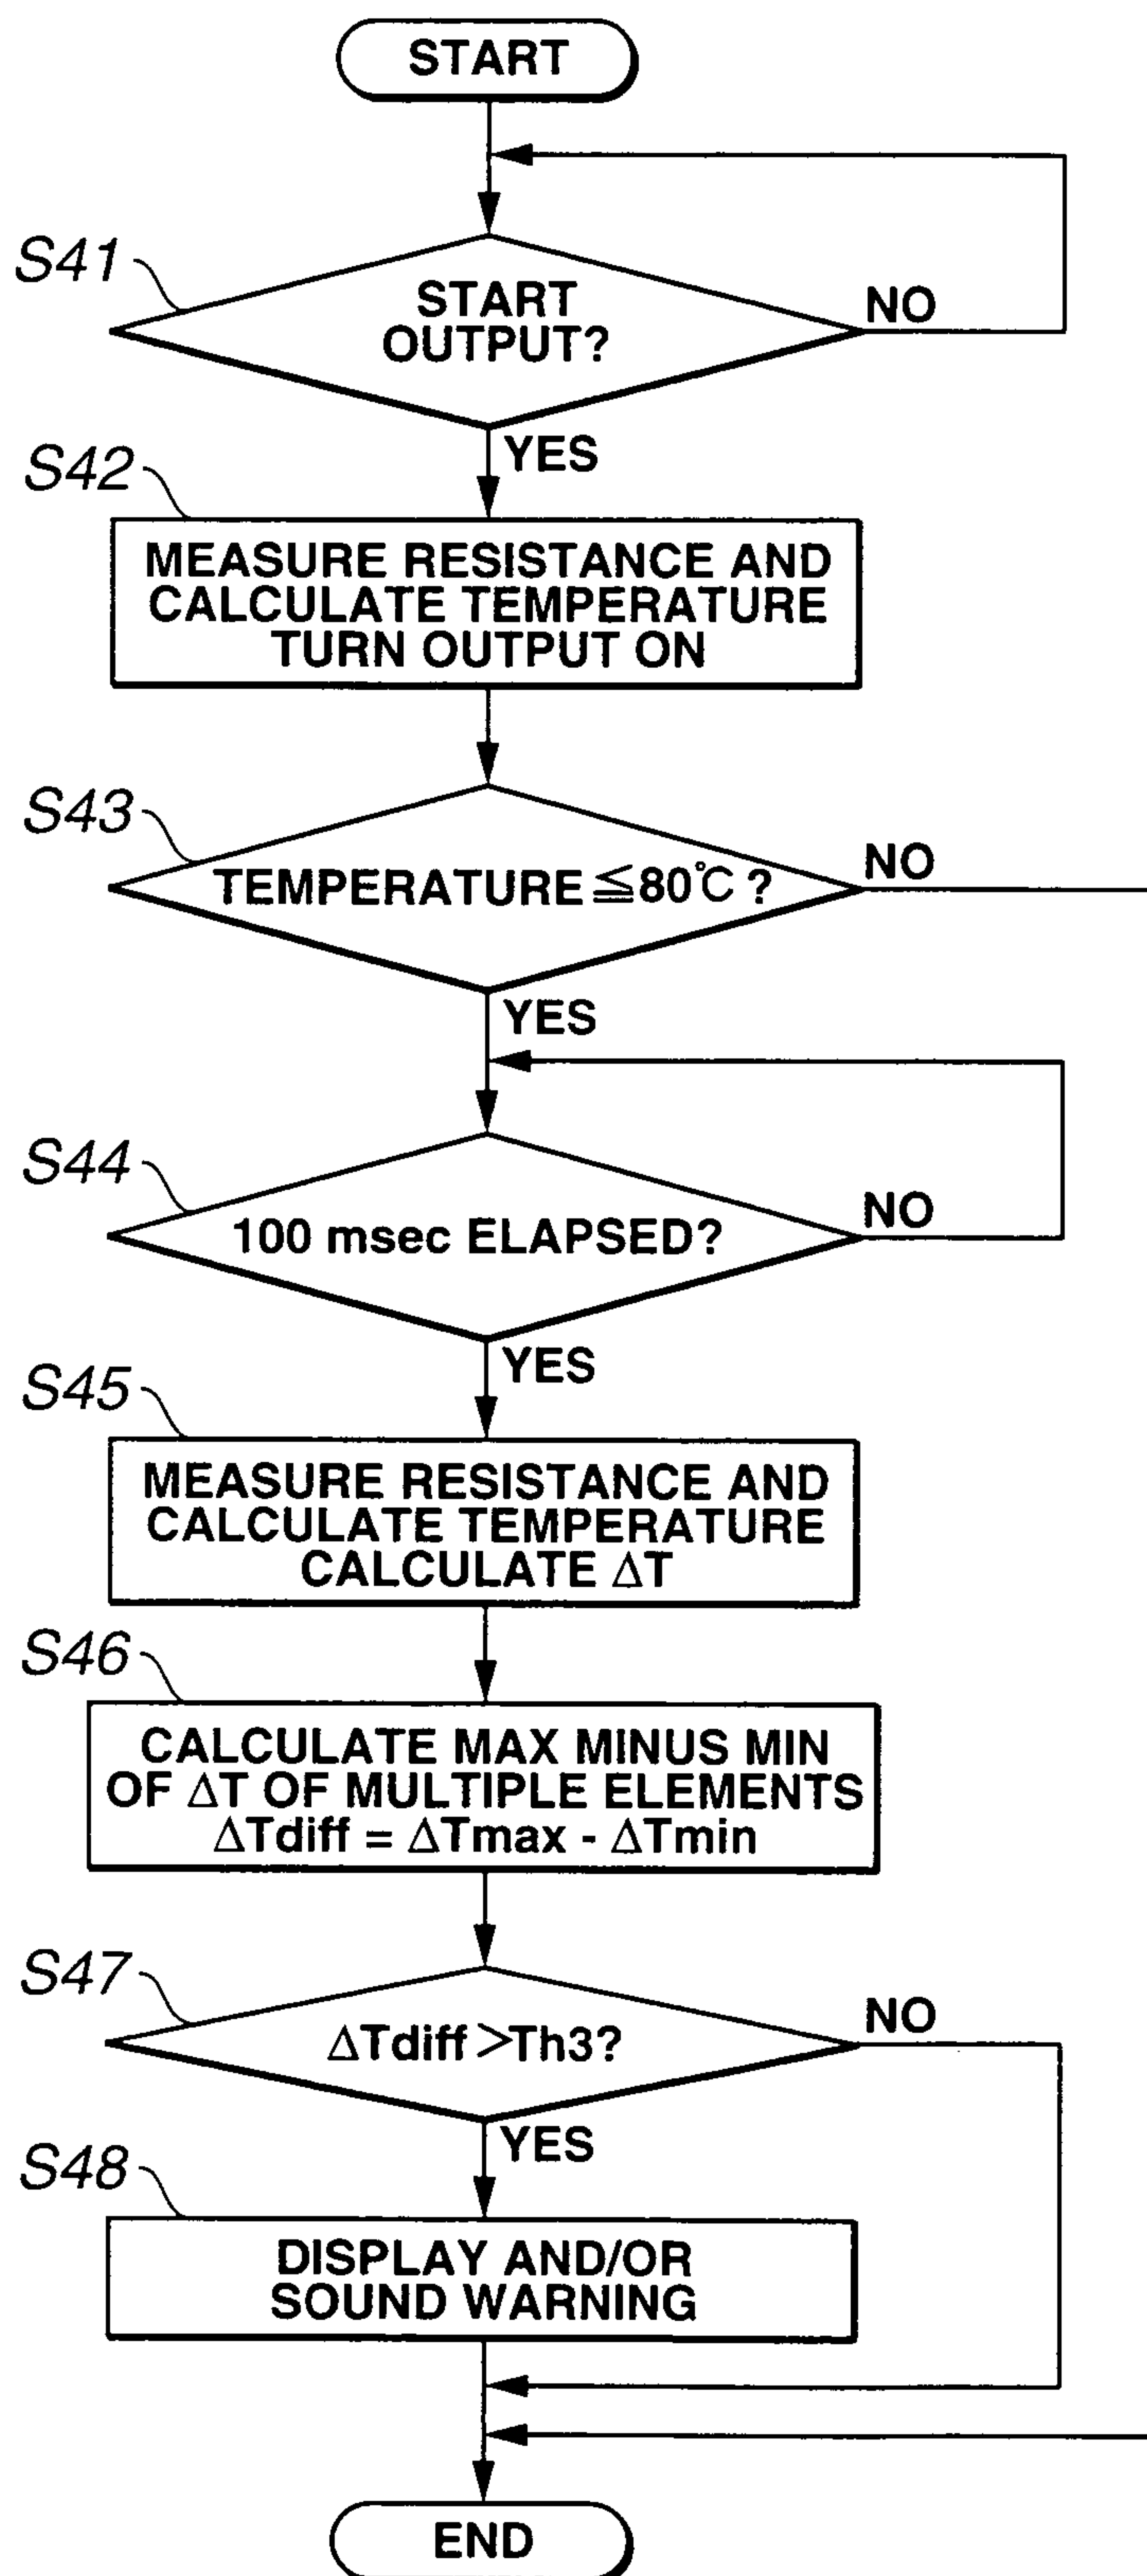 START
S41
START
OUTPUT?
NO
YES
S42
MEASURE RESISTANCE AND
CALCULATE TEMPERATURE
TURN OUTPUT ON
S43
TEMPERATURE ≦80℃ ?
NO
YES
S44
100 msec ELAPSED?
NO
YES
S45
MEASURE RESISTANCE AND
CALCULATE TEMPERATURE
CALCULATE ΔT
S46
CALCULATE MAX MINUS MIN
OF ΔT OF MULTIPLE ELEMENTS
ΔTdiff = ΔTmax - ΔTmin
S47
ΔTdiff >Th3?
NO
YES
S48
DISPLAY AND/OR
SOUND WARNING
END